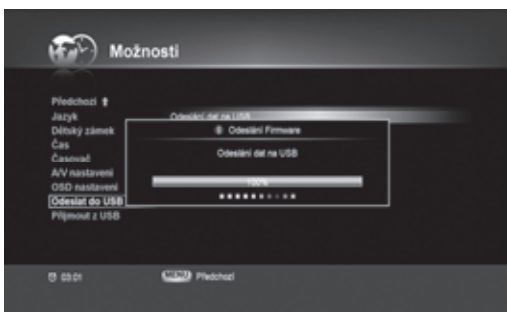 Možnosti
Předchozí
Jazyk
Odeslání dat na USB
Dětský zámek
Odeslání Firmware
Čas
Odeslání dat na USB
Časovač
A/V nastavení
OSD nastavení
100%
Odeslat do USB
Přijmout z USB
03:01
MENU Předchozí